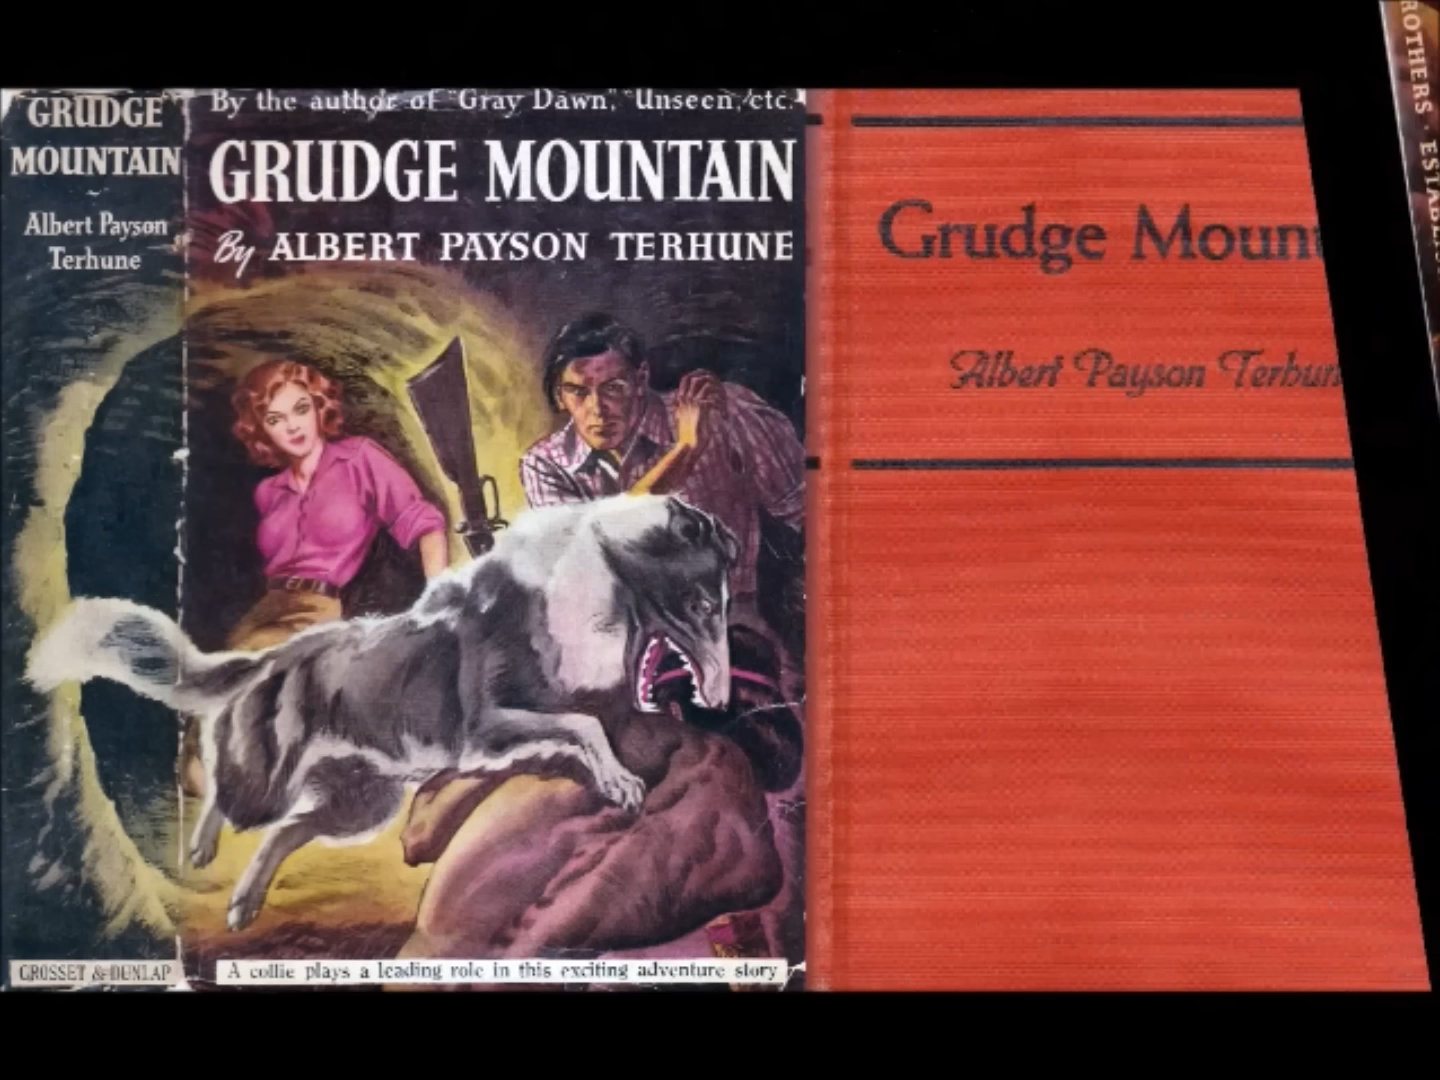 GRUDGE
MOUNTAIN
Albert Payson
Terhune
GROSSET & DUNLAP
By the author of "Gray Dawn," "Unseen," etc.
GRUDGE MOUNTAIN
By ALBERT PAYSON TERHUNE
A collie plays a leading role in this exciting adventure story
Grudge Moun
Albert Payson Terhun
ROTHERS · ESTABL